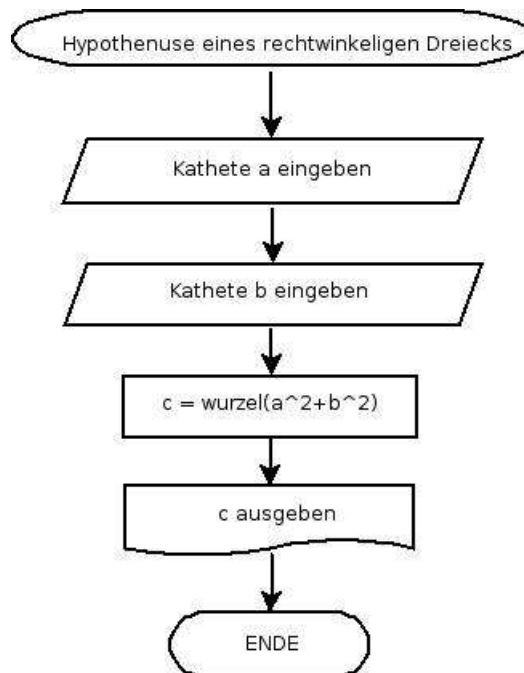 Hypothenuse eines rechtwinkeligen Dreiecks
Kathete a eingeben
Kathete b eingeben
c = wurzel(a^2+b^2)
c ausgeben
ENDE